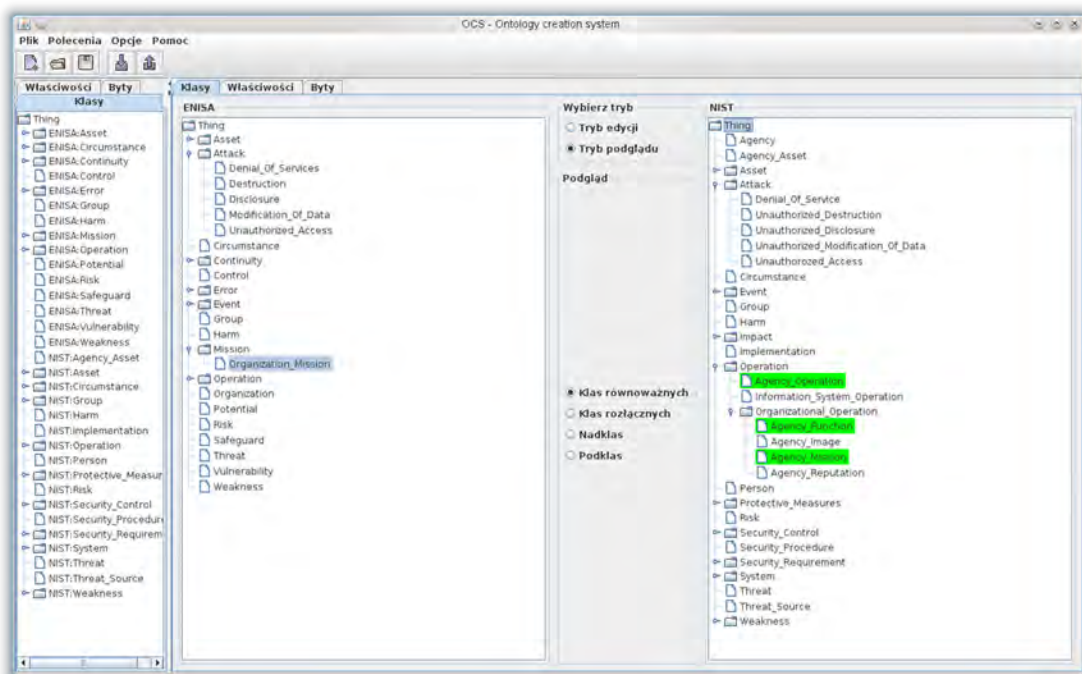 OCS - Ontology creation system
Plik Polecenia Opcje Pomoc
Właściwości Byty
Klasy
Thing
ENISA:Asset
ENISA:Circumstance
ENISA:Continuity
ENISA:Control
ENISA:Error
ENISA:Group
ENISA:Harm
ENISA:Mission
ENISA:Operation
ENISA:Potential
ENISA:Risk
ENISA:Safeguard
ENISA:Threat
ENISA:Vulnerability
ENISA:Weakness
NIST:Agency_Asset
NIST:Asset
NIST:Circumstance
NIST:Group
NIST:Harm
NIST:Implementation
NIST:Operation
NIST:Person
NIST:Protective_Measur
NIST:Risk
NIST:Security_Control
NIST:Security_Procedur
NIST:Security_Requirem
NIST:System
NIST:Threat
NIST:Threat_Source
NIST:Weakness
Klasy Właściwości Byty
ENISA
Thing
Asset
Attack
Denial_Of_Services
Destruction
Disclosure
Modification_Of_Data
Unauthorized_Access
Circumstance
Continuity
Control
Error
Event
Group
Harm
Mission
Organization_Mission
Operation
Organization
Potential
Risk
Safeguard
Threat
Vulnerability
Weakness
Wybierz tryb
Tryb edycji
Tryb podglądu
Podgląd
Klas równoważnych
Klas rozłącznych
Nadklas
Podklas
NIST
Thing
Agency
Agency_Asset
Asset
Attack
Denial_Of_Service
Unauthorized_Destruction
Unauthorized_Disclosure
Unauthorized_Modification_Of_Data
Unauthorozed_Access
Circumstance
Event
Group
Harm
Impact
Implementation
Operation
Agency_Operation
Information_System_Operation
Organizational_Operation
Agency_Function
Agency_Image
Agency_Mission
Agency_Reputation
Person
Protective_Measures
Risk
Security_Control
Security_Procedure
Security_Requirement
System
Threat
Threat_Source
Weakness